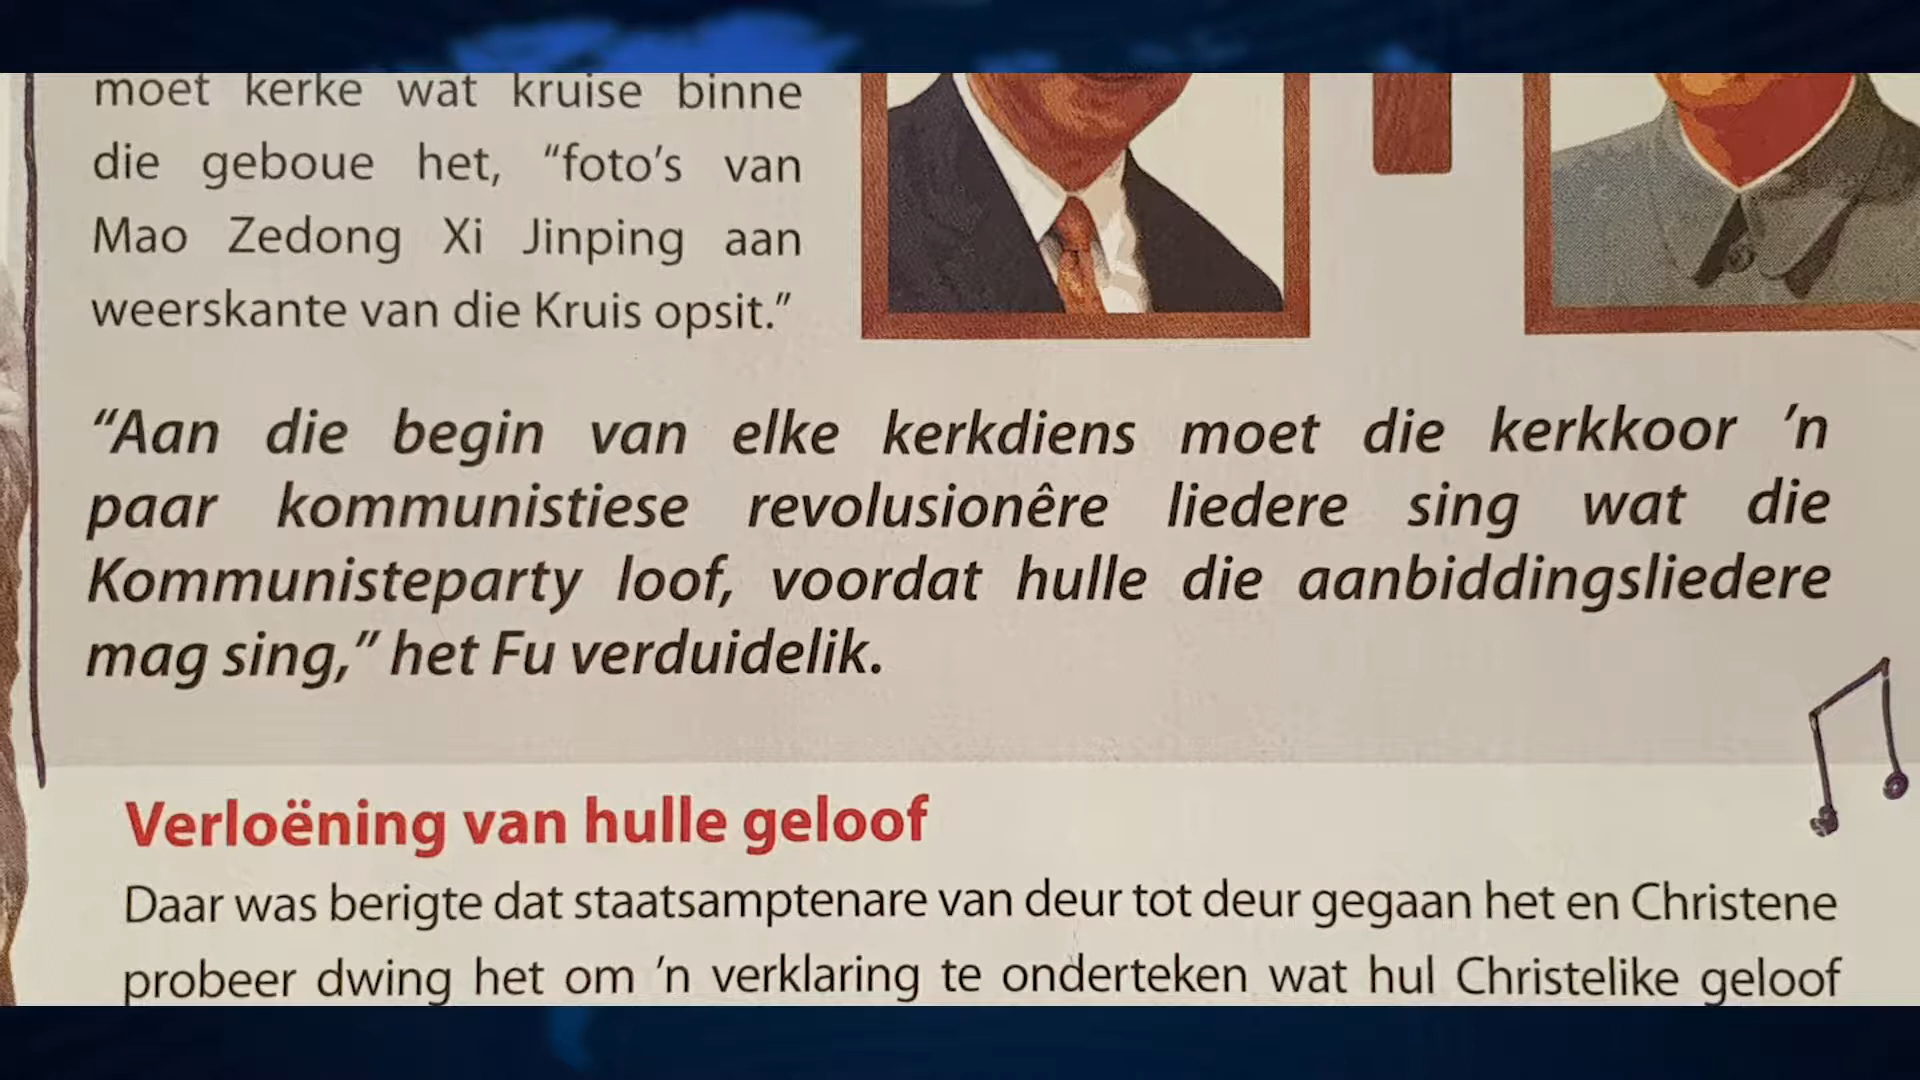 moet kerke wat kruise binne
die geboue het, “foto’s van
Mao Zedong Xi Jinping aan
weerskante van die Kruis opsit.”
“Aan die begin van elke kerkdiens moet die kerkkoor ’n
paar kommunistiese revolusionêre liedere sing wat die
Kommunisteparty loof, voordat hulle die aanbiddingsliedere
mag sing,” het Fu verduidelik.
Verloëning van hulle geloof
Daar was berigte dat staatsamptenare van deur tot deur gegaan het en Christene
probeer dwing het om ’n verklaring te onderteken wat hul Christelike geloof